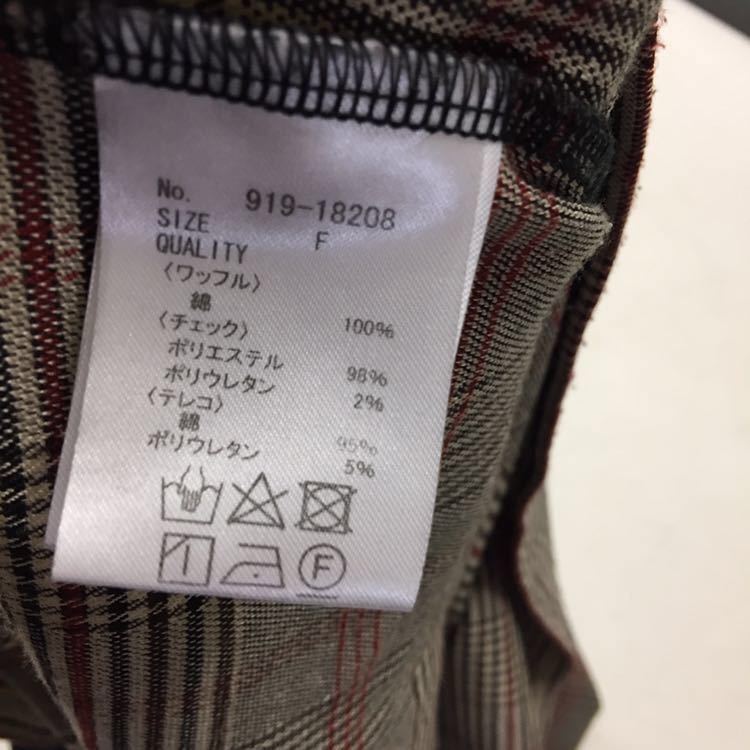 No. 919-18208
SIZE F
QUALITY
〈ワッフル〉
綿 100%
〈チェック〉
ポリエステル 98%
ポリウレタン 2%
〈テレコ〉
綿 95%
ポリウレタン 5%
F